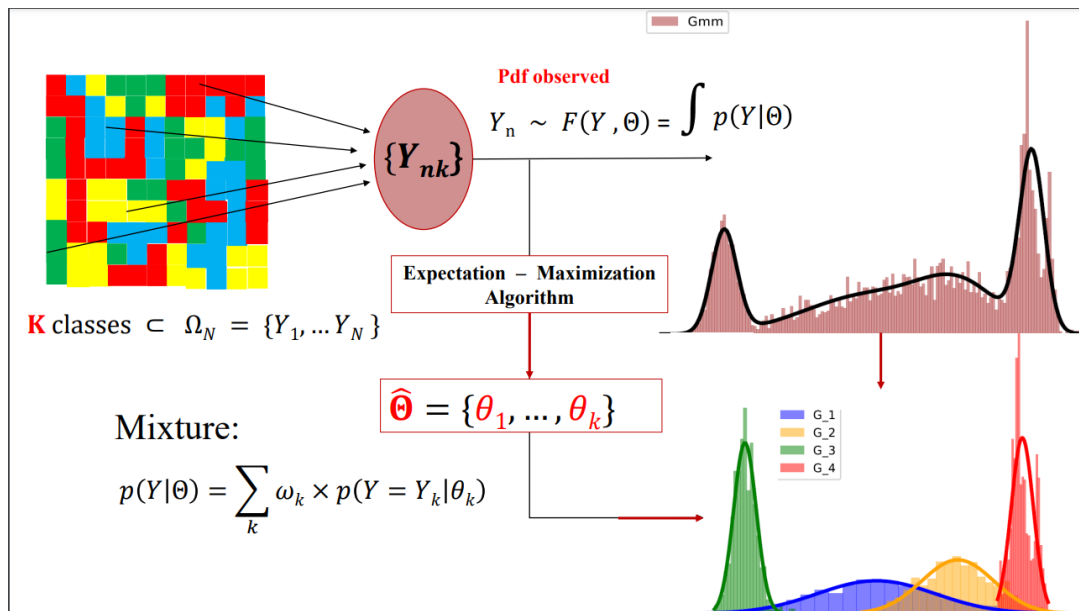 Gmm
Pdf observed
Y_n ~ F(Y, Θ) = ∫ p(Y|Θ)
{Y_nk}
Expectation – Maximization
Algorithm
K classes ⊂ Ω_N = {Y_1, ... Y_N}
Θ̂ = {θ_1, ..., θ_k}
Mixture:
p(Y|Θ) = ∑_k ω_k × p(Y = Y_k|θ_k)
G_1
G_2
G_3
G_4